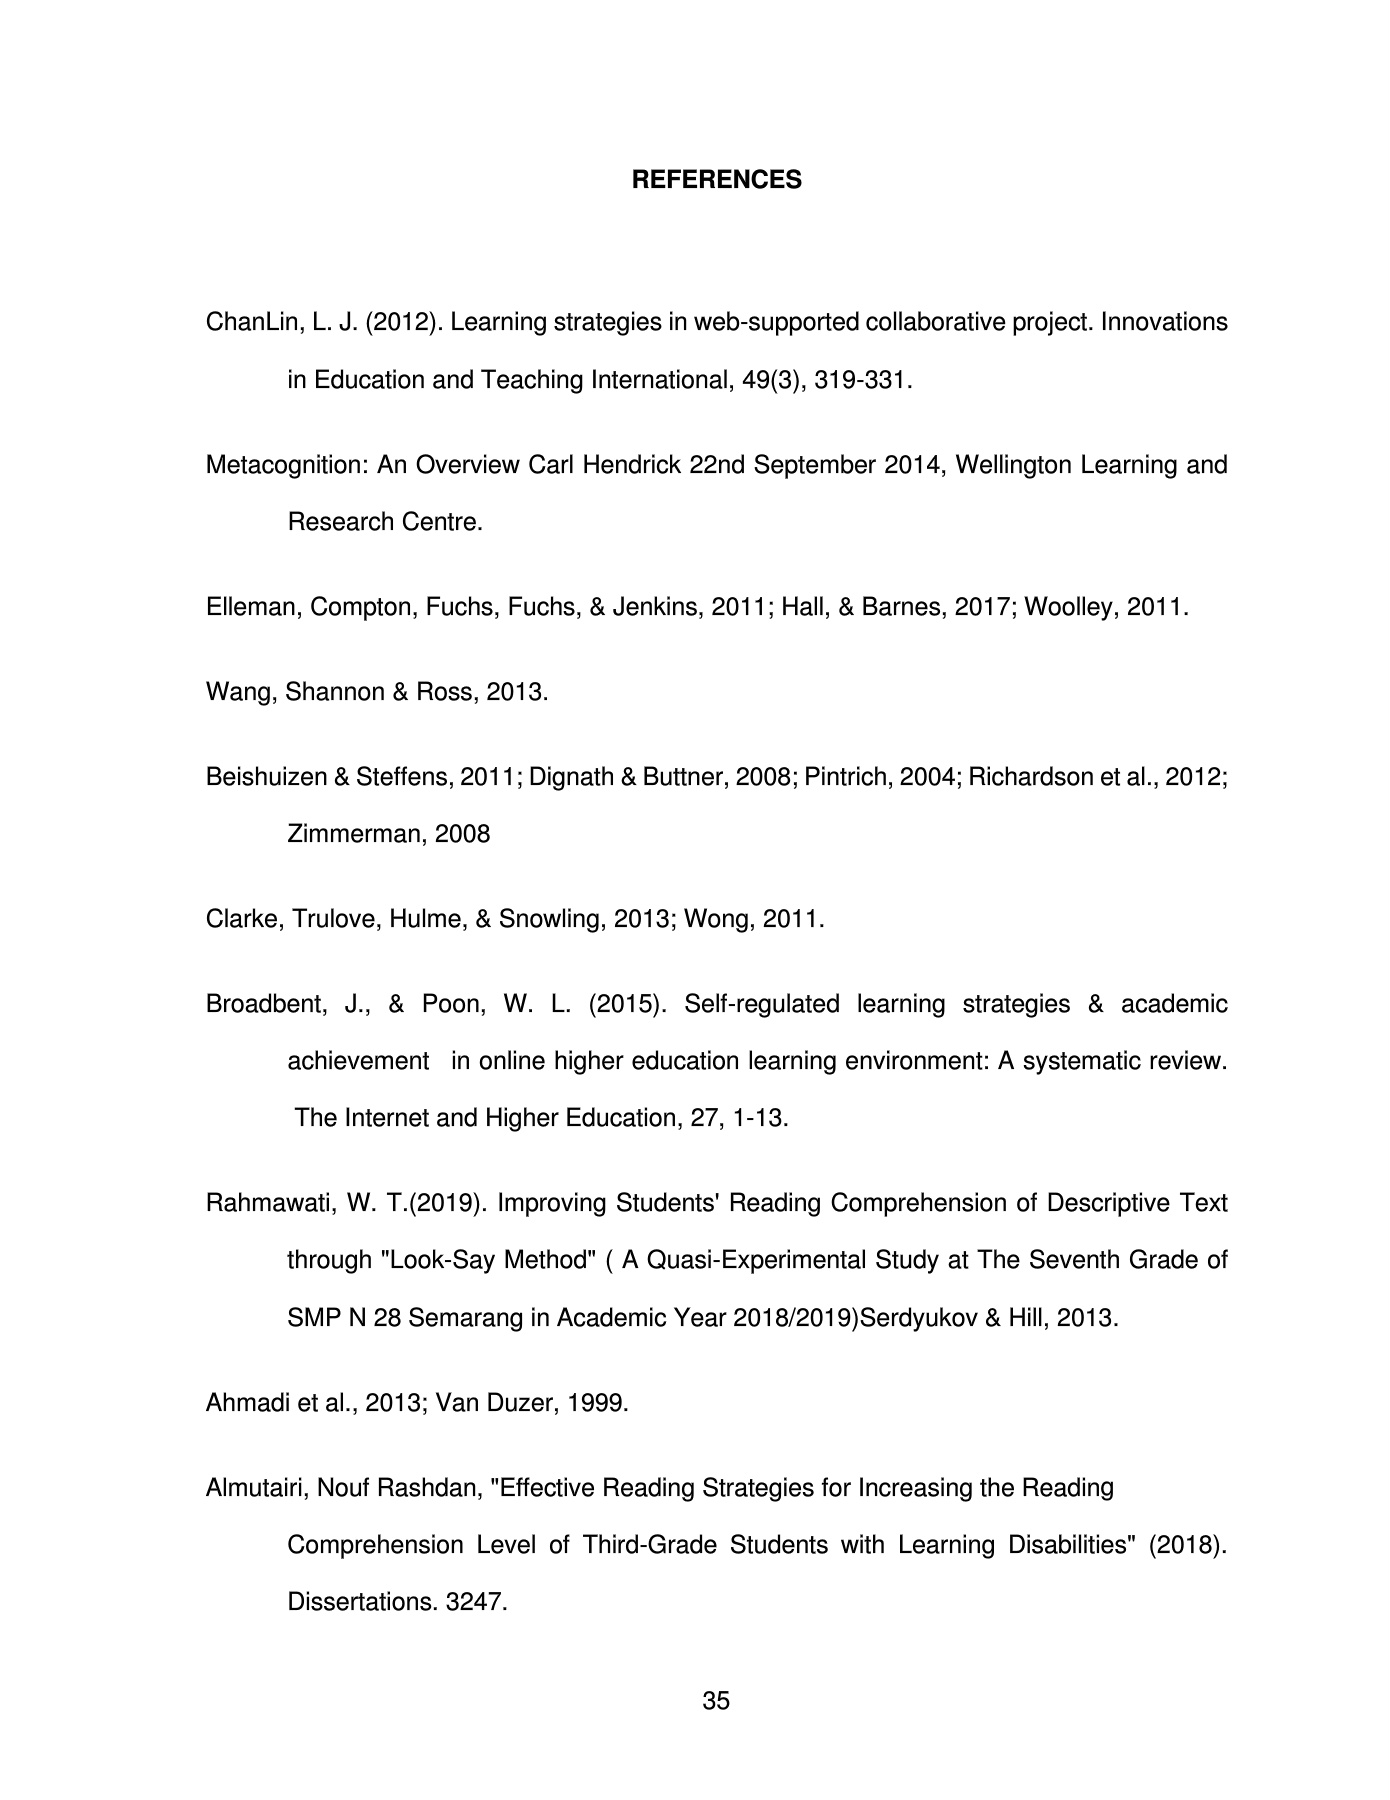 REFERENCES
ChanLin, L. J. (2012). Learning strategies in web-supported collaborative project. Innovations
in Education and Teaching International, 49(3), 319-331.
Metacognition: An Overview Carl Hendrick 22nd September 2014, Wellington Learning and
Research Centre.
Elleman, Compton, Fuchs, Fuchs, & Jenkins, 2011; Hall, & Barnes, 2017; Woolley, 2011.
Wang, Shannon & Ross, 2013.
Beishuizen & Steffens, 2011; Dignath & Buttner, 2008; Pintrich, 2004; Richardson et al., 2012;
Zimmerman, 2008
Clarke, Trulove, Hulme, & Snowling, 2013; Wong, 2011.
Broadbent, J., & Poon, W. L. (2015). Self-regulated learning strategies & academic
achievement in online higher education learning environment: A systematic review.
The Internet and Higher Education, 27, 1-13.
Rahmawati, W. T.(2019). Improving Students' Reading Comprehension of Descriptive Text
through "Look-Say Method" ( A Quasi-Experimental Study at The Seventh Grade of
SMP N 28 Semarang in Academic Year 2018/2019)Serdyukov & Hill, 2013.
Ahmadi et al., 2013; Van Duzer, 1999.
Almutairi, Nouf Rashdan, "Effective Reading Strategies for Increasing the Reading
Comprehension Level of Third-Grade Students with Learning Disabilities" (2018).
Dissertations. 3247.
35